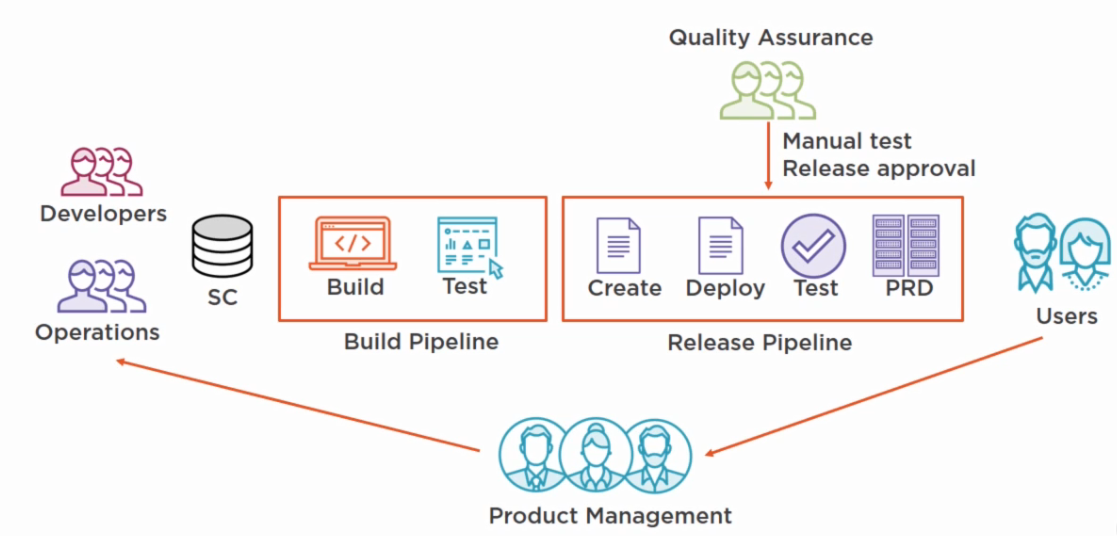 Quality Assurance
Manual test
Release approval
Developers
Operations
SC
Build
Test
Build Pipeline
Create
Deploy
Test
PRD
Release Pipeline
Users
Product Management